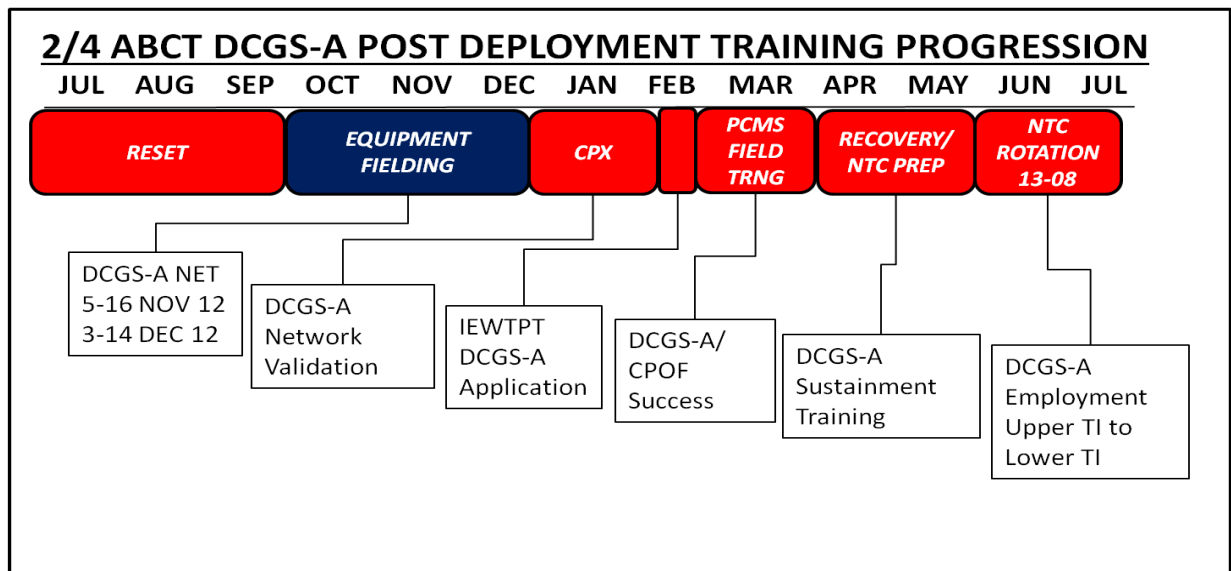 2/4 ABCT DCGS-A POST DEPLOYMENT TRAINING PROGRESSION
JUL AUG SEP OCT NOV DEC JAN FEB MAR APR MAY JUN JUL
RESET
EQUIPMENT
FIELDING
CPX
PCMS
FIELD
TRNG
RECOVERY/
NTC PREP
NTC
ROTATION
13-08
DCGS-A NET
5-16 NOV 12
3-14 DEC 12
DCGS-A
Network
Validation
IEWTPT
DCGS-A
Application
DCGS-A/
CPOF
Success
DCGS-A
Sustainment
Training
DCGS-A
Employment
Upper TI to
Lower TI